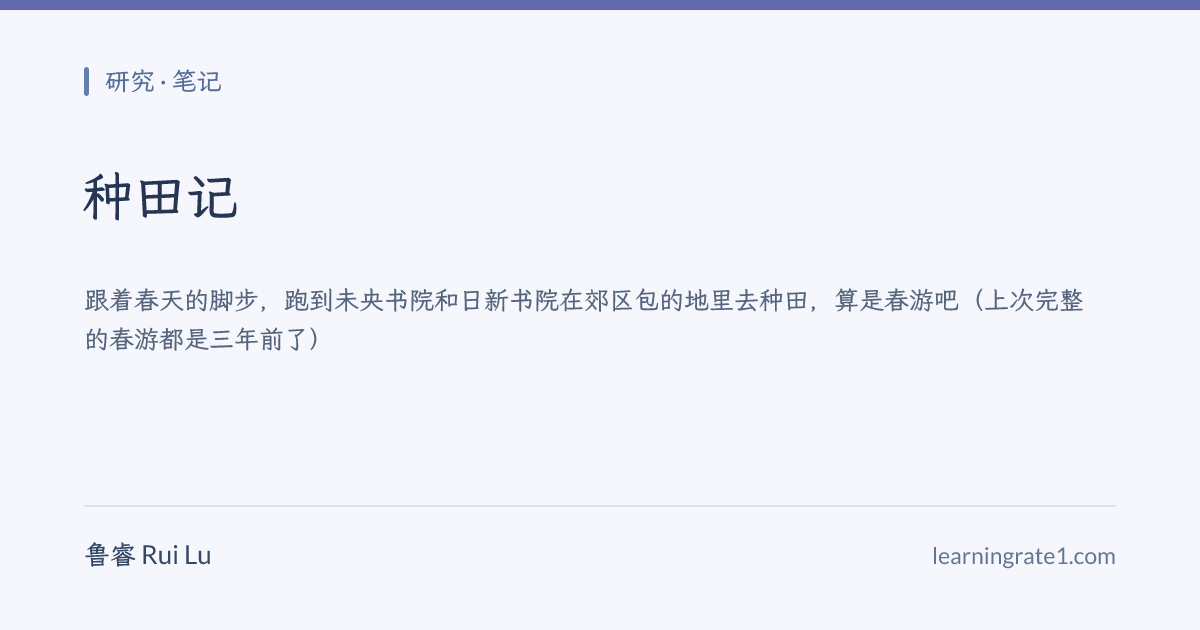 研究 · 笔记
种田记
跟着春天的脚步，跑到未央书院和日新书院在郊区包的地里去种田，算是春游吧（上次完整
的春游都是三年前了）
鲁睿 Rui Lu
learningrate1.com